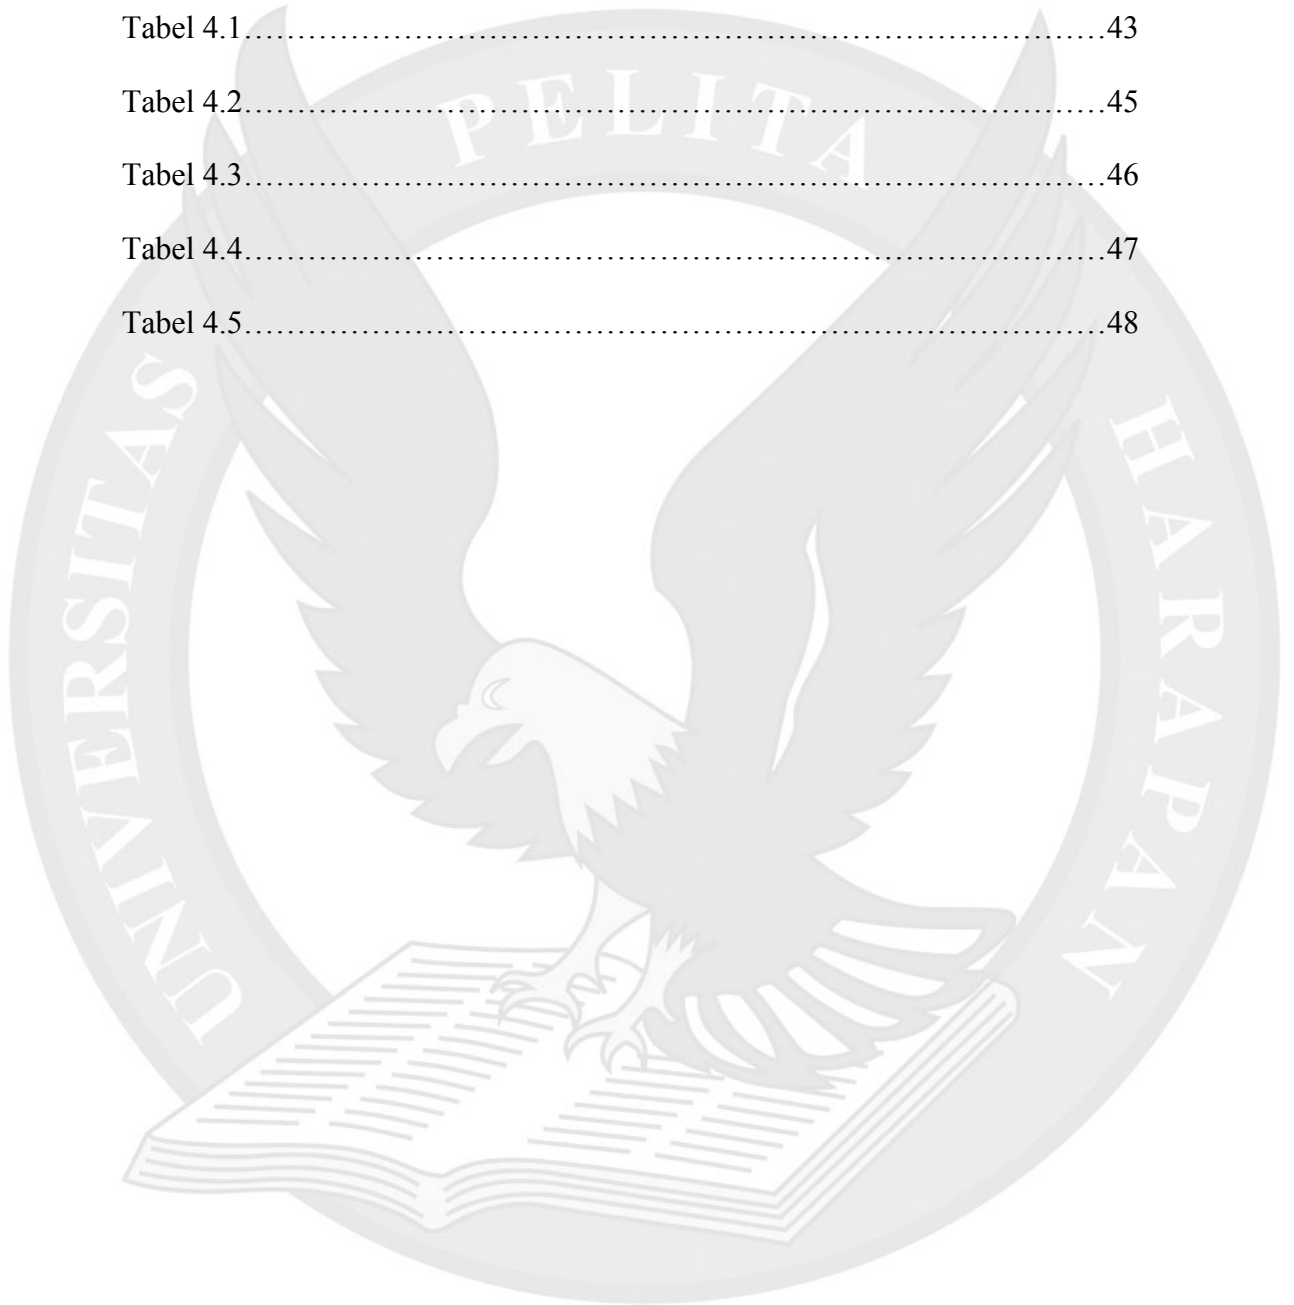 Tabel 4.1……………………………………………………………………………43
Tabel 4.2……………………………………………………………………………45
Tabel 4.3……………………………………………………………………………46
Tabel 4.4……………………………………………………………………………47
Tabel 4.5……………………………………………………………………………48
UNIVERSITAS PELITA HARAPAN